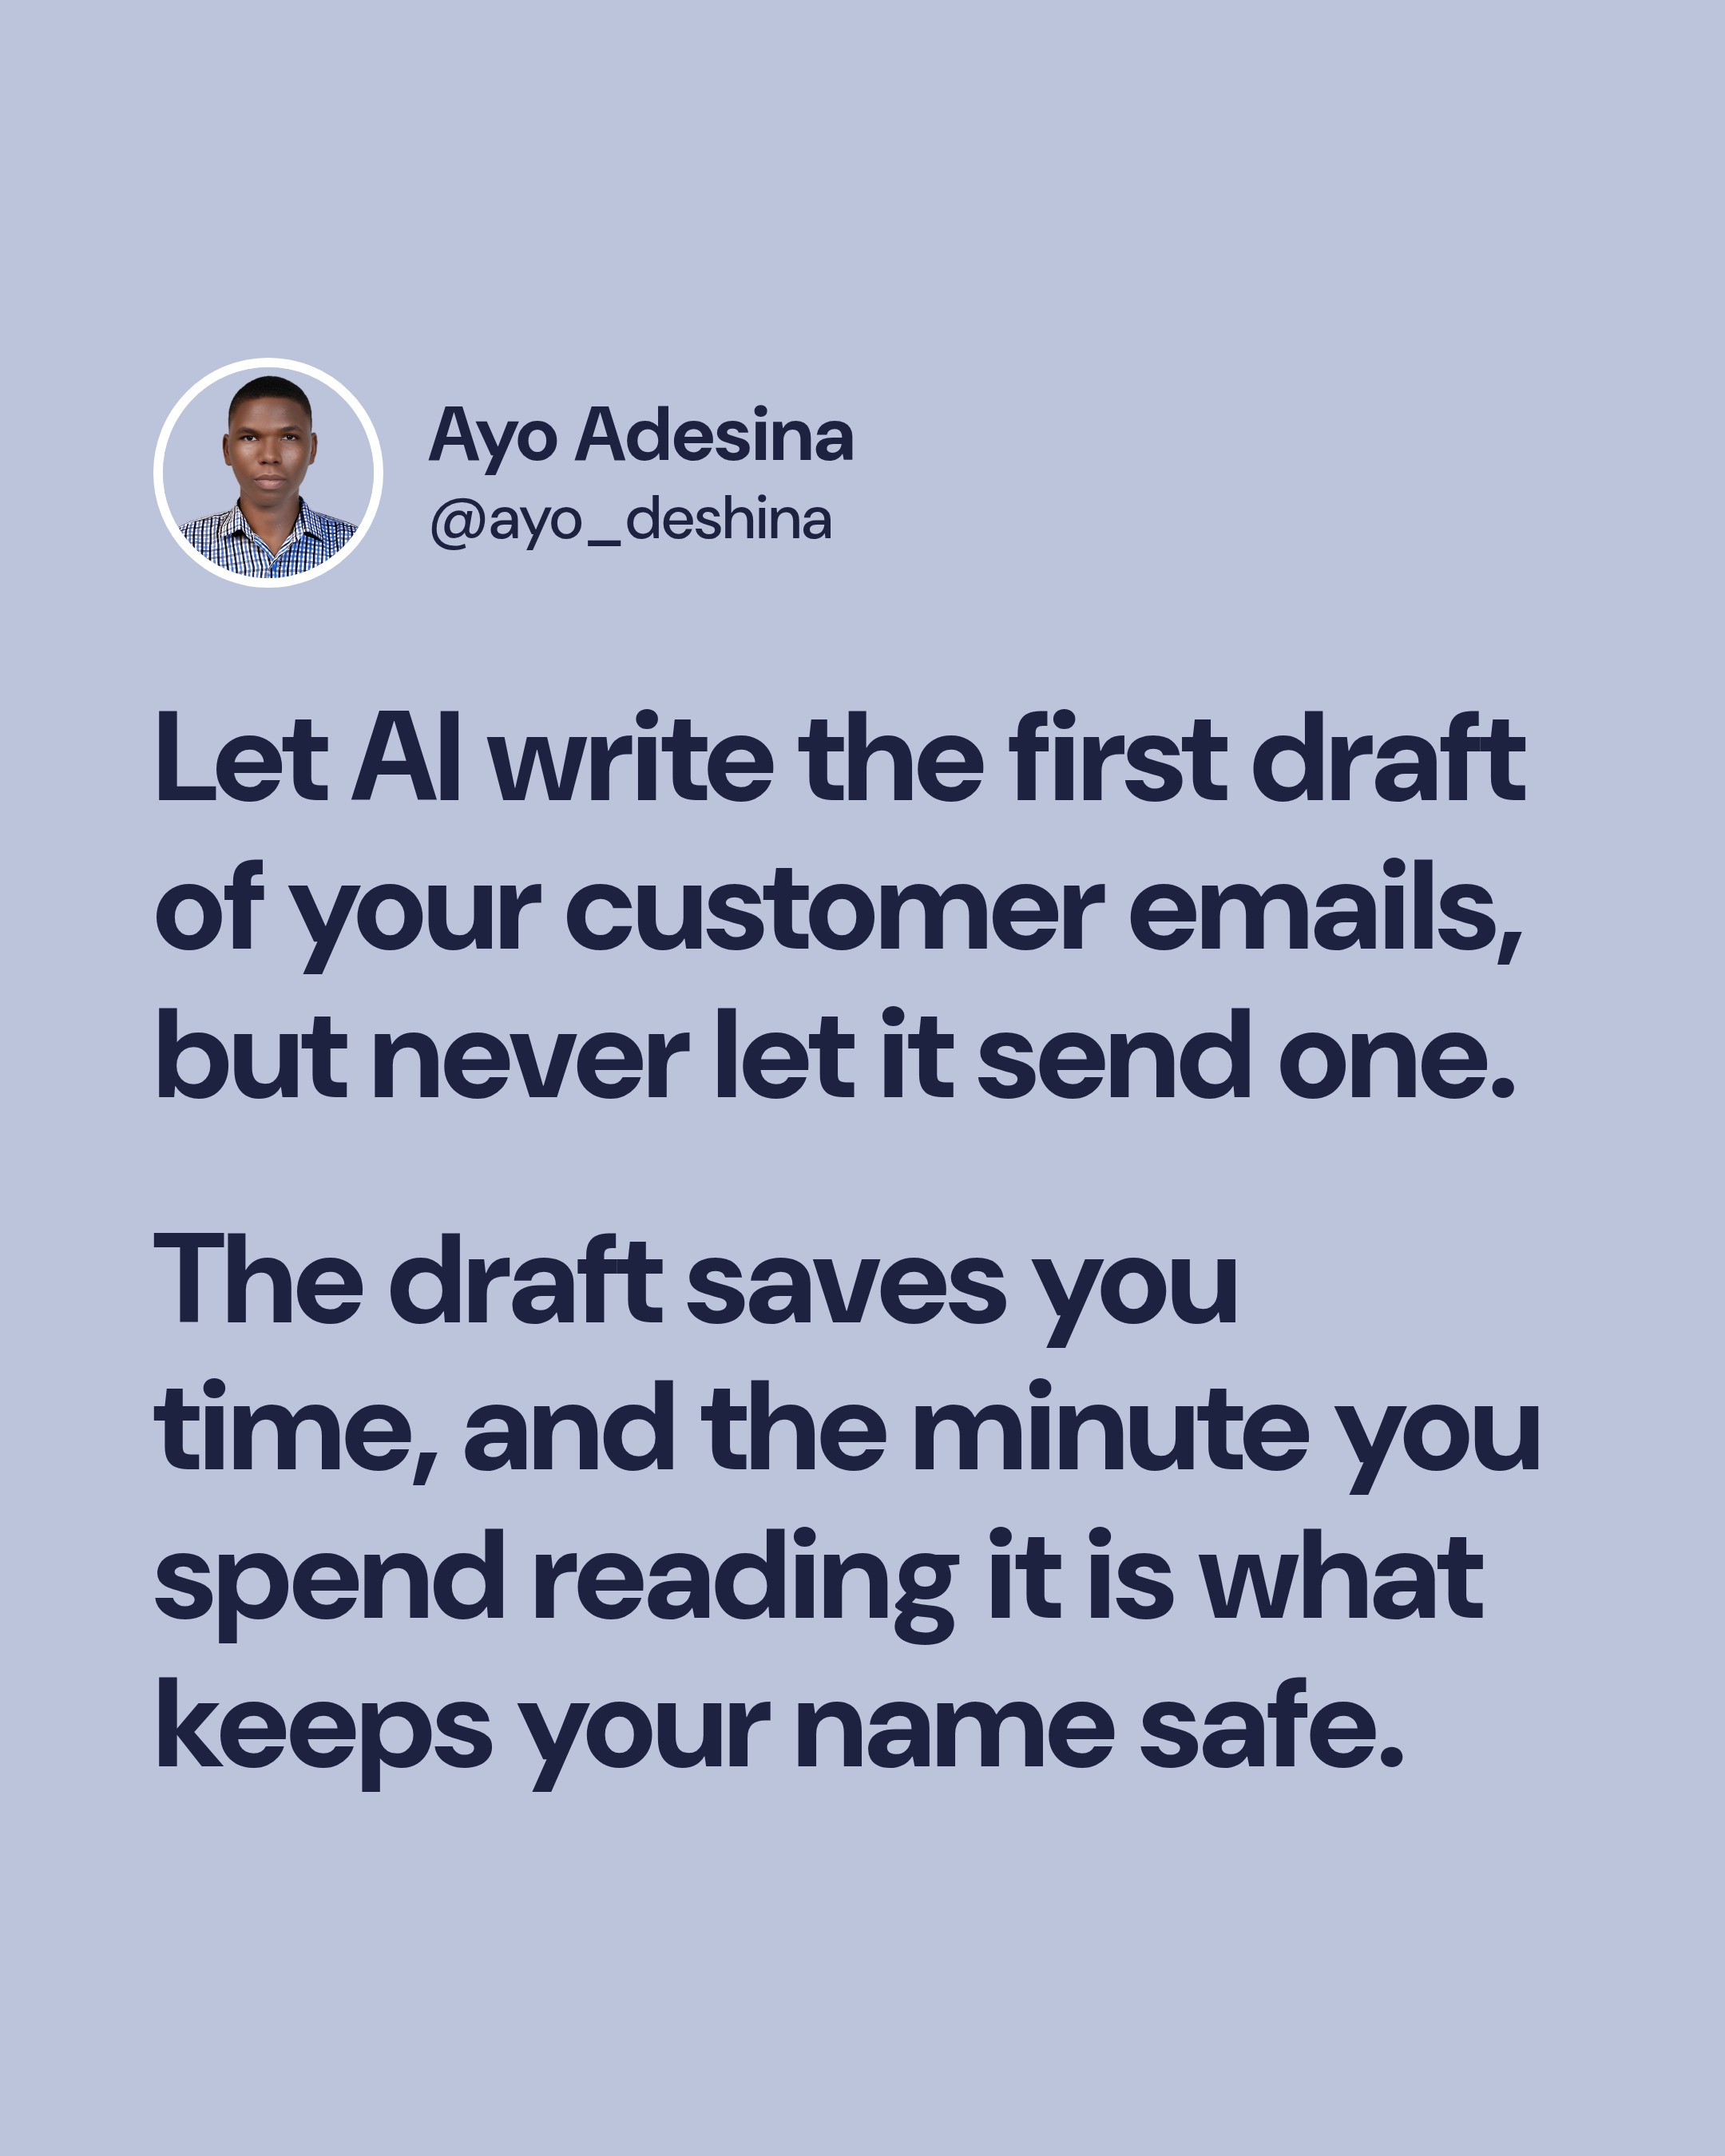 Ayo Adesina
@ayo_deshina
Let AI write the first draft
of your customer emails,
but never let it send one.
The draft saves you
time, and the minute you
spend reading it is what
keeps your name safe.